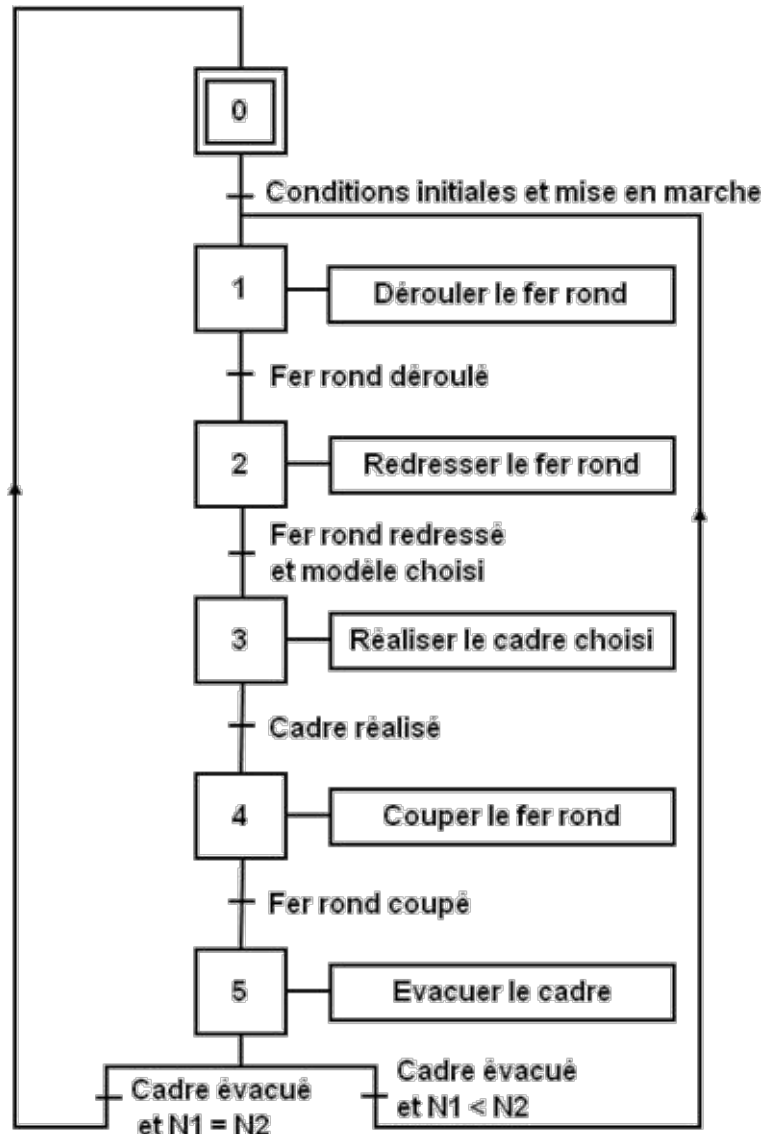 0
Conditions initiales et mise en marche
1
Dérouler le fer rond
Fer rond déroulé
2
Redresser le fer rond
Fer rond redressé
et modèle choisi
3
Réaliser le cadre choisi
Cadre réalisé
4
Couper le fer rond
Fer rond coupé
5
Evacuer le cadre
Cadre évacué
et N1 = N2
Cadre évacué
et N1 < N2